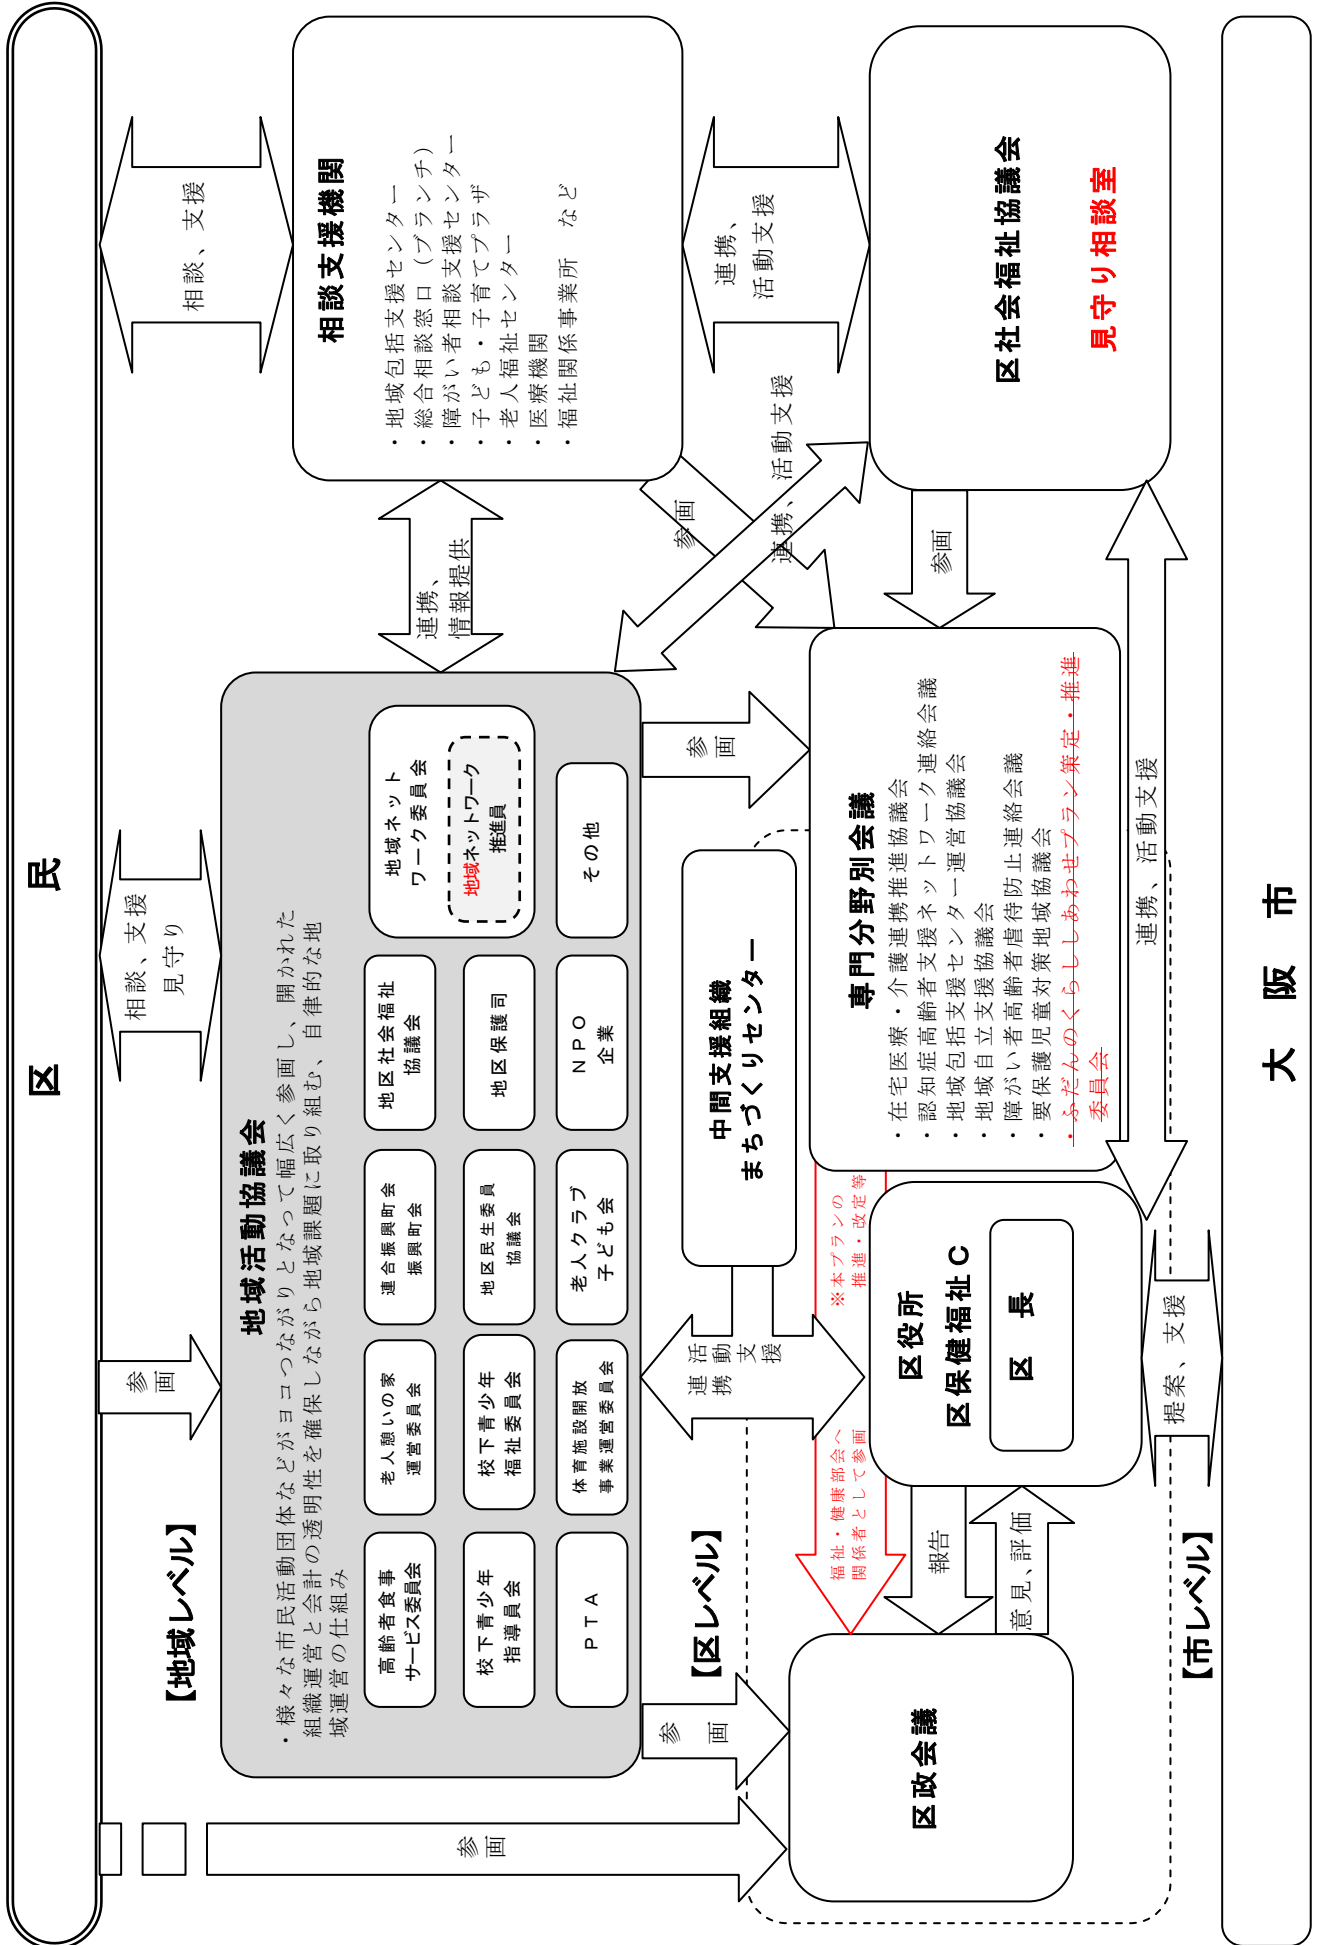 区　民
参画
相談、支援
見守り
相談、支援
【地域レベル】
地域活動協議会
・様々な市民活動団体などがヨコつながりとなって幅広く参画し、開かれた
組織運営と会計の透明性を確保しながら地域課題に取り組む、自律的な地
域運営の仕組み
高齢者食事
サービス委員会
老人憩いの家
運営委員会
連合振興町会
振興町会
地区社会福祉
協議会
地域ネット
ワーク委員会
地域ネットワーク
推進員
校下青少年
指導員会
校下青少年
福祉委員会
地区民生委員
協議会
地区保護司
PTA
体育施設開放
事業運営委員会
老人クラブ
子ども会
NPO
企業
その他
連携、
情報提供
相談支援機関
・地域包括支援センター
・総合相談窓口（ブランチ）
・障がい者相談支援センター
・子ども・子育てプラザ
・老人福祉センター
・医療機関
・福祉関係事業所　など
参画
参　画
【区レベル】
連携
活動支援
中間支援組織
まちづくりセンター
参画
参画
連携、活動支援
連携、
活動支援
区政会議
福祉・健康部会へ
関係者として参画
※本プランの
推進・改定等
報告
意見、評価
区役所
区保健福祉C
区　長
専門分野別会議
・在宅医療・介護連携推進協議会
・認知症高齢者支援ネットワーク連絡会議
・地域包括支援センター運営協議会
・地域自立支援協議会
・障がい者高齢者虐待防止連絡会議
・要保護児童対策地域協議会
・ふだんのくらししあわせプラン策定・推進
委員会
参画
区社会福祉協議会
見守り相談室
連携、活動支援
【市レベル】
提案、支援
大　阪　市